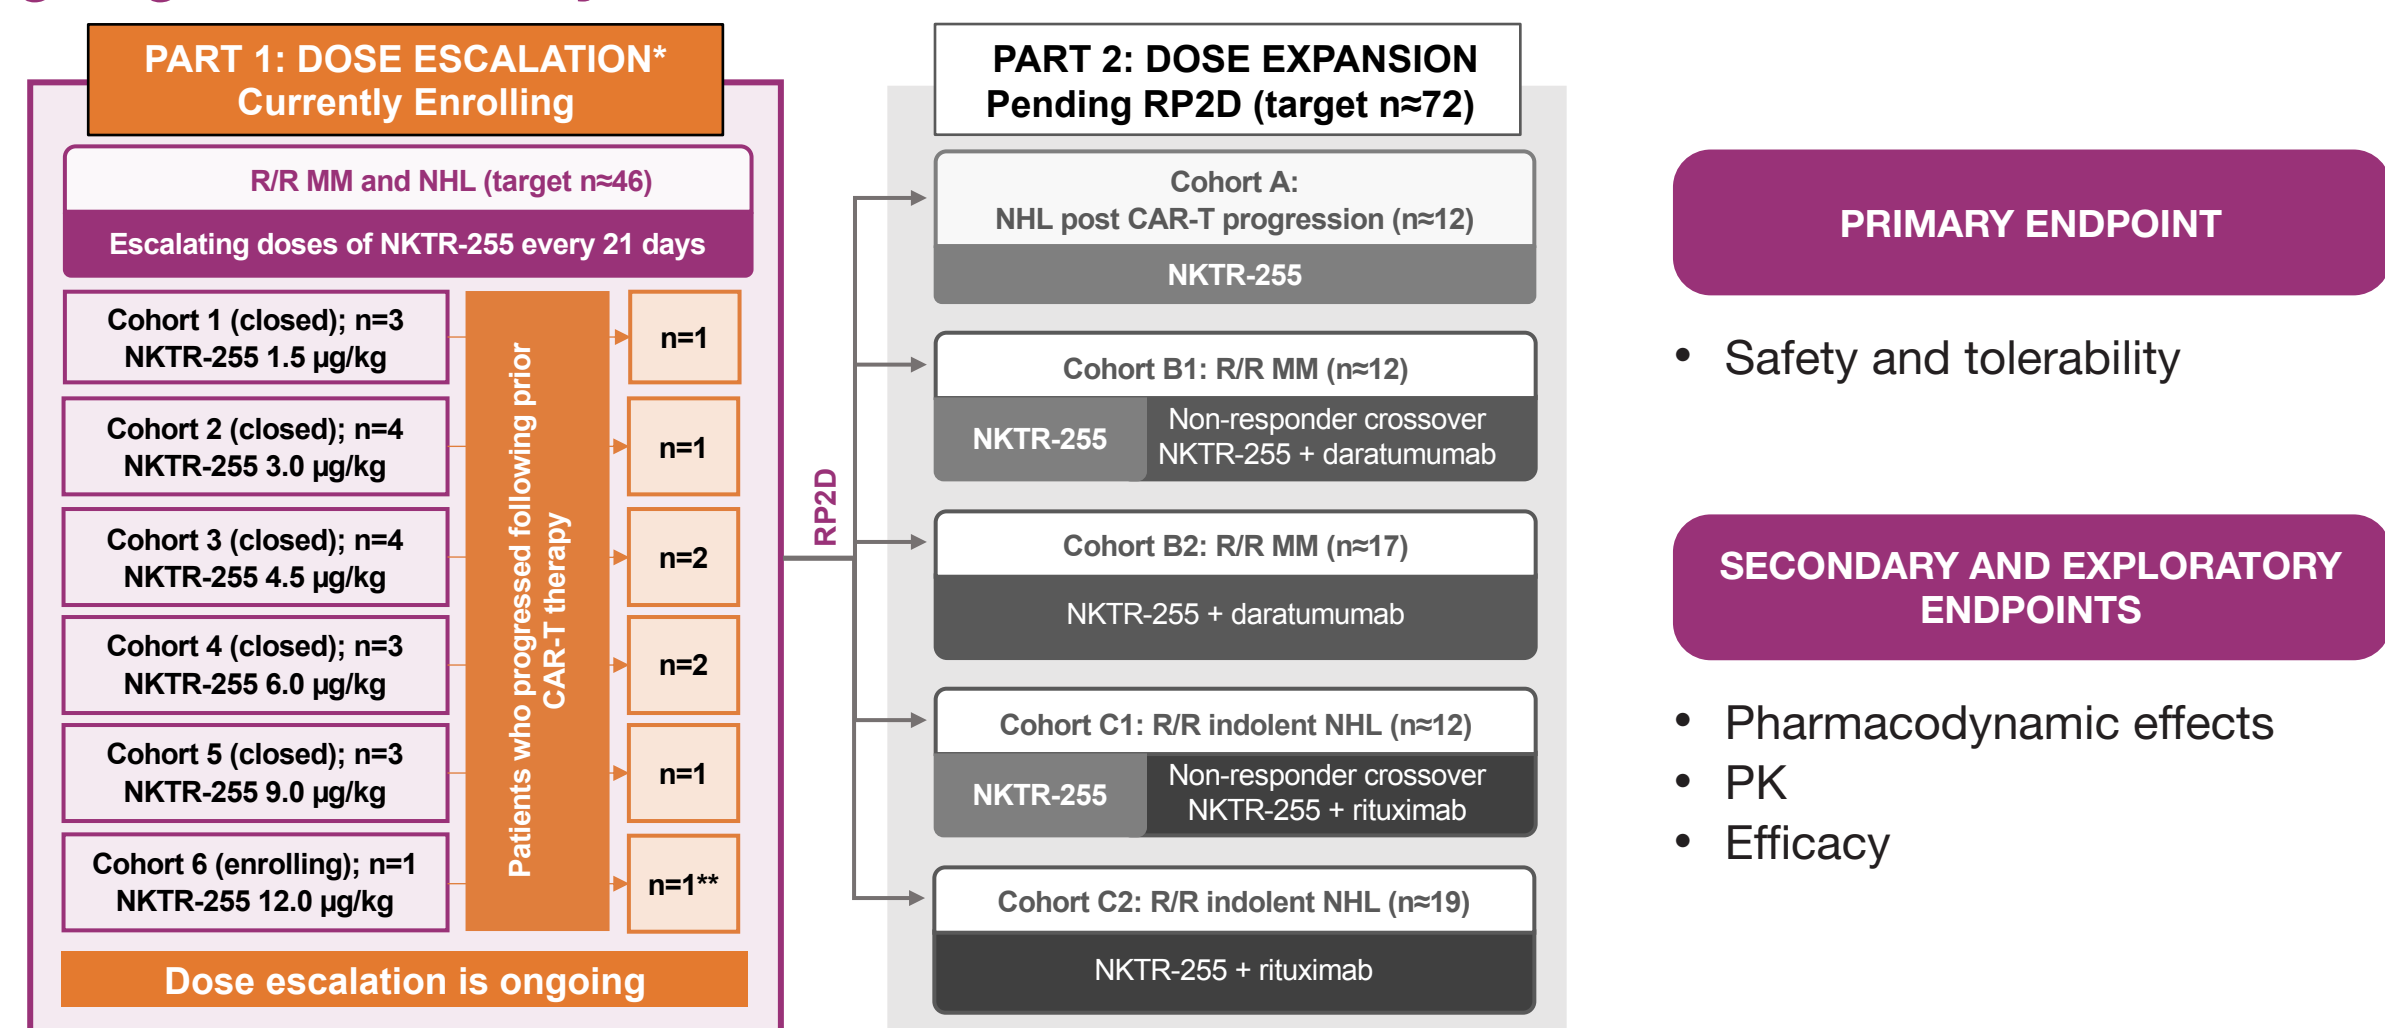 PART 1: DOSE ESCALATION*
Currently Enrolling
R/R MM and NHL (target n≈46)
Escalating doses of NKTR-255 every 21 days
Cohort 1 (closed); n=3
NKTR-255 1.5 µg/kg
n=1
Cohort 2 (closed); n=4
NKTR-255 3.0 µg/kg
n=1
Cohort 3 (closed); n=4
NKTR-255 4.5 µg/kg
n=2
Cohort 4 (closed); n=3
NKTR-255 6.0 µg/kg
n=2
Cohort 5 (closed); n=3
NKTR-255 9.0 µg/kg
n=1
Cohort 6 (enrolling); n=1
NKTR-255 12.0 µg/kg
n=1**
Patients who progressed following prior
CAR-T therapy
Dose escalation is ongoing
RP2D
PART 2: DOSE EXPANSION
Pending RP2D (target n≈72)
Cohort A:
NHL post CAR-T progression (n≈12)
NKTR-255
Cohort B1: R/R MM (n≈12)
NKTR-255
Non-responder crossover
NKTR-255 + daratumumab
Cohort B2: R/R MM (n≈17)
NKTR-255 + daratumumab
Cohort C1: R/R indolent NHL (n≈12)
NKTR-255
Non-responder crossover
NKTR-255 + rituximab
Cohort C2: R/R indolent NHL (n≈19)
NKTR-255 + rituximab
PRIMARY ENDPOINT
• Safety and tolerability
SECONDARY AND EXPLORATORY
ENDPOINTS
• Pharmacodynamic effects
• PK
• Efficacy